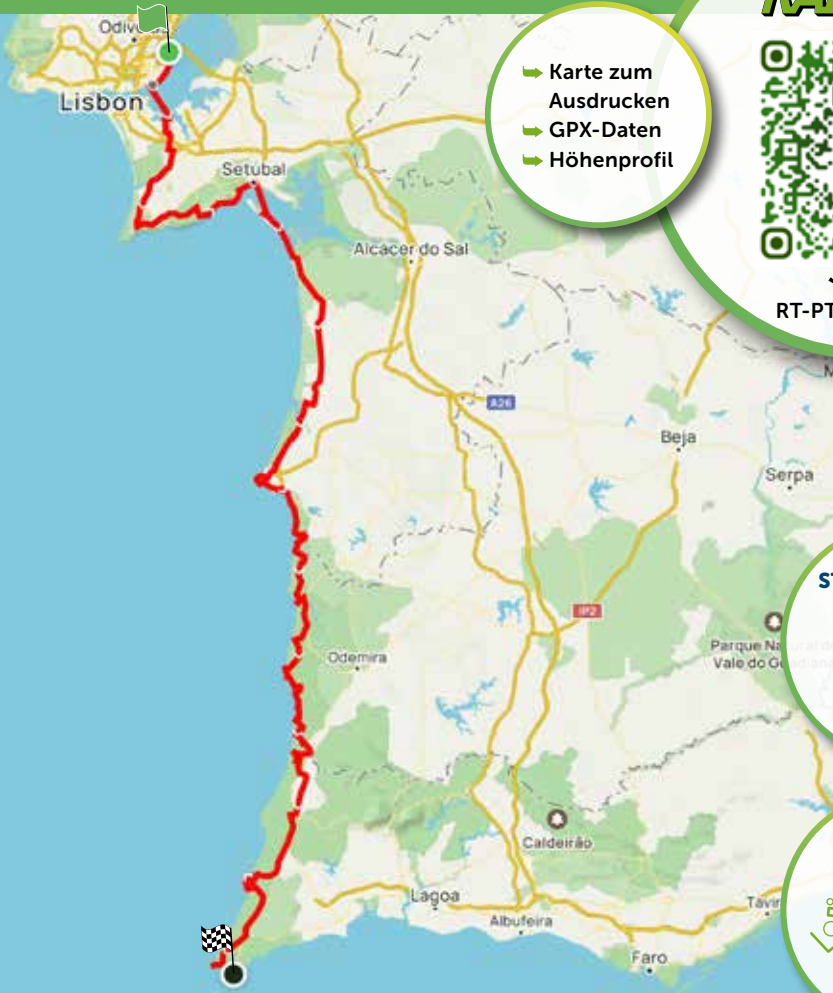 Lisbon
Setubal
Karte zum
Ausdrucken
GPX-Daten
Höhenprofil
RT-PT
Alcacer do Sal
A26
Beja
Serpa
IP2
Odemira
Parque Natural do
Vale do Guadiana
Caldeirão
Lagoa
Albufeira
Faro